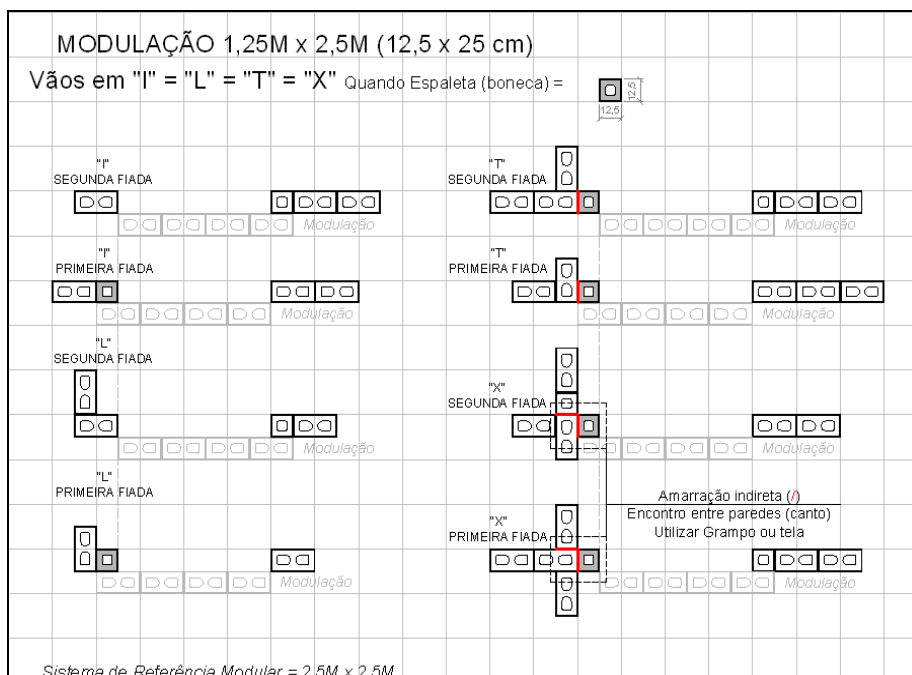 MODULAÇÃO 1,25M x 2,5M (12,5 x 25 cm)
Vãos em "I" = "L" = "T" = "X" Quando Espaleta (boneca) =
12,5
12,5
"I"
SEGUNDA FIADA
Modulação
"T"
SEGUNDA FIADA
Modulação
"I"
PRIMEIRA FIADA
Modulação
"T"
PRIMEIRA FIADA
Modulação
"L"
SEGUNDA FIADA
Modulação
"X"
SEGUNDA FIADA
Modulação
"L"
PRIMEIRA FIADA
Modulação
"X"
PRIMEIRA FIADA
Modulação
Amarração indireta (/)
Encontro entre paredes (canto)
Utilizar Grampo ou tela
Sistema de Referência Modular = 2,5M x 2,5M